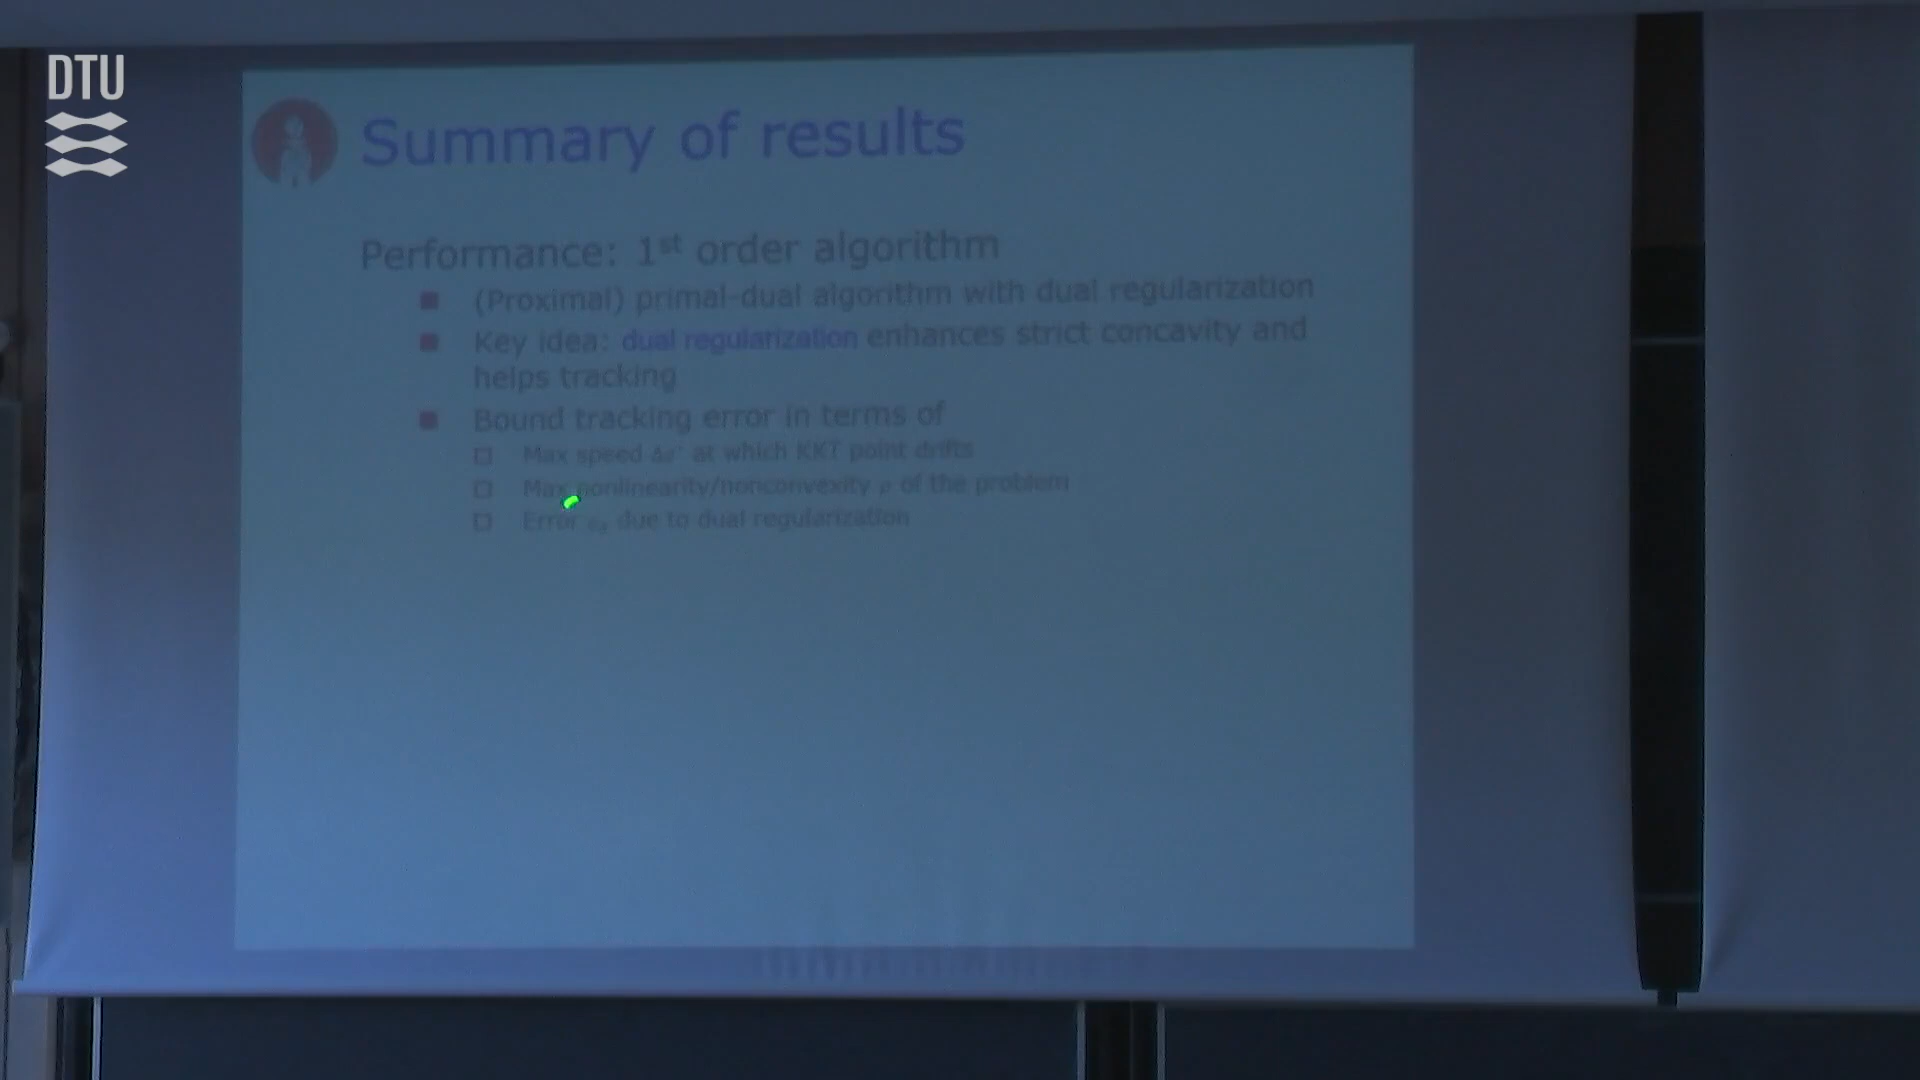 DTU
Summary of results
Performance: 1st order algorithm
(Proximal) primal-dual algorithm with dual regularization
Key idea: dual regularization enhances strict concavity and
helps tracking
Bound tracking error in terms of
Max speed at which KKT point drifts
Max nonlinearity/nonconvexity of the problem
Error due to dual regularization